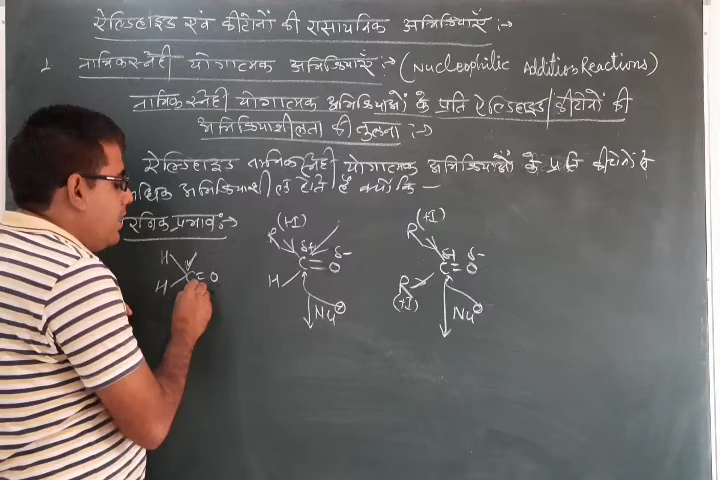 ऐल्डिहाइड एवं कीटोनों की रासायनिक अभिक्रियाएँ :→
1. नाभिकस्नेही योगात्मक अभिक्रियाएँ :→ (Nucleophilic Addition Reactions)
नाभिकस्नेही योगात्मक अभिक्रियाओं के प्रति ऐल्डिहाइड/कीटोनों की
अभिक्रियाशीलता की तुलना :→
ऐल्डिहाइड नाभिकस्नेही योगात्मक अभिक्रियाओं के प्रति कीटोनों से
धिक अभिक्रियाशील होते हैं क्यों कि —
रनिक प्रभाव :→
(+I) (+I)
H R δ+ δ- R δ+ δ-
C=O C=O C=O
H H R
(+I)
Nu⊖ Nu⊖